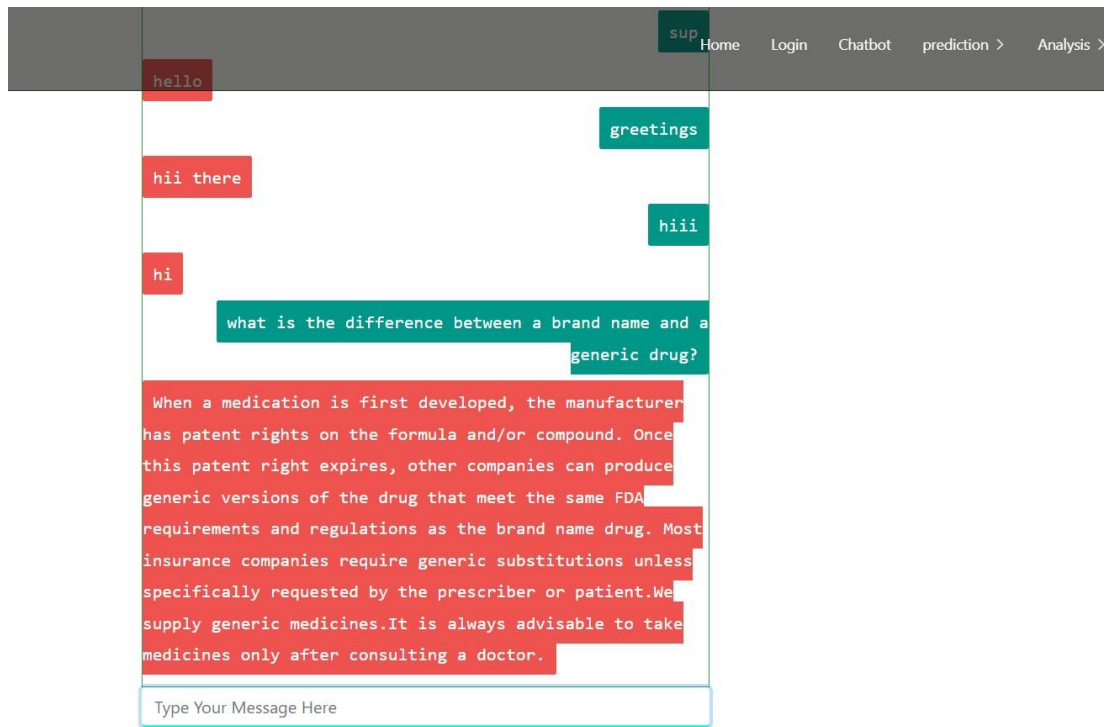 sup
Home Login Chatbot prediction > Analysis >
hello
greetings
hii there
hiii
hi
what is the difference between a brand name and a
generic drug?
When a medication is first developed, the manufacturer
has patent rights on the formula and/or compound. Once
this patent right expires, other companies can produce
generic versions of the drug that meet the same FDA
requirements and regulations as the brand name drug. Most
insurance companies require generic substitutions unless
specifically requested by the prescriber or patient.We
supply generic medicines.It is always advisable to take
medicines only after consulting a doctor.
Type Your Message Here